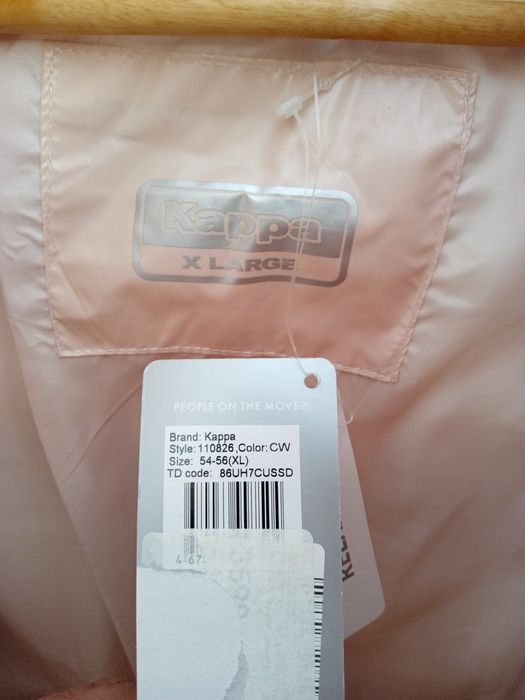 Kappa
X LARGE
PEOPLE ON THE MOVE®
Brand: Kappa
Style: 110826,Color: CW
Size: 54-56(XL)
TD code: 86UH7CUSSD